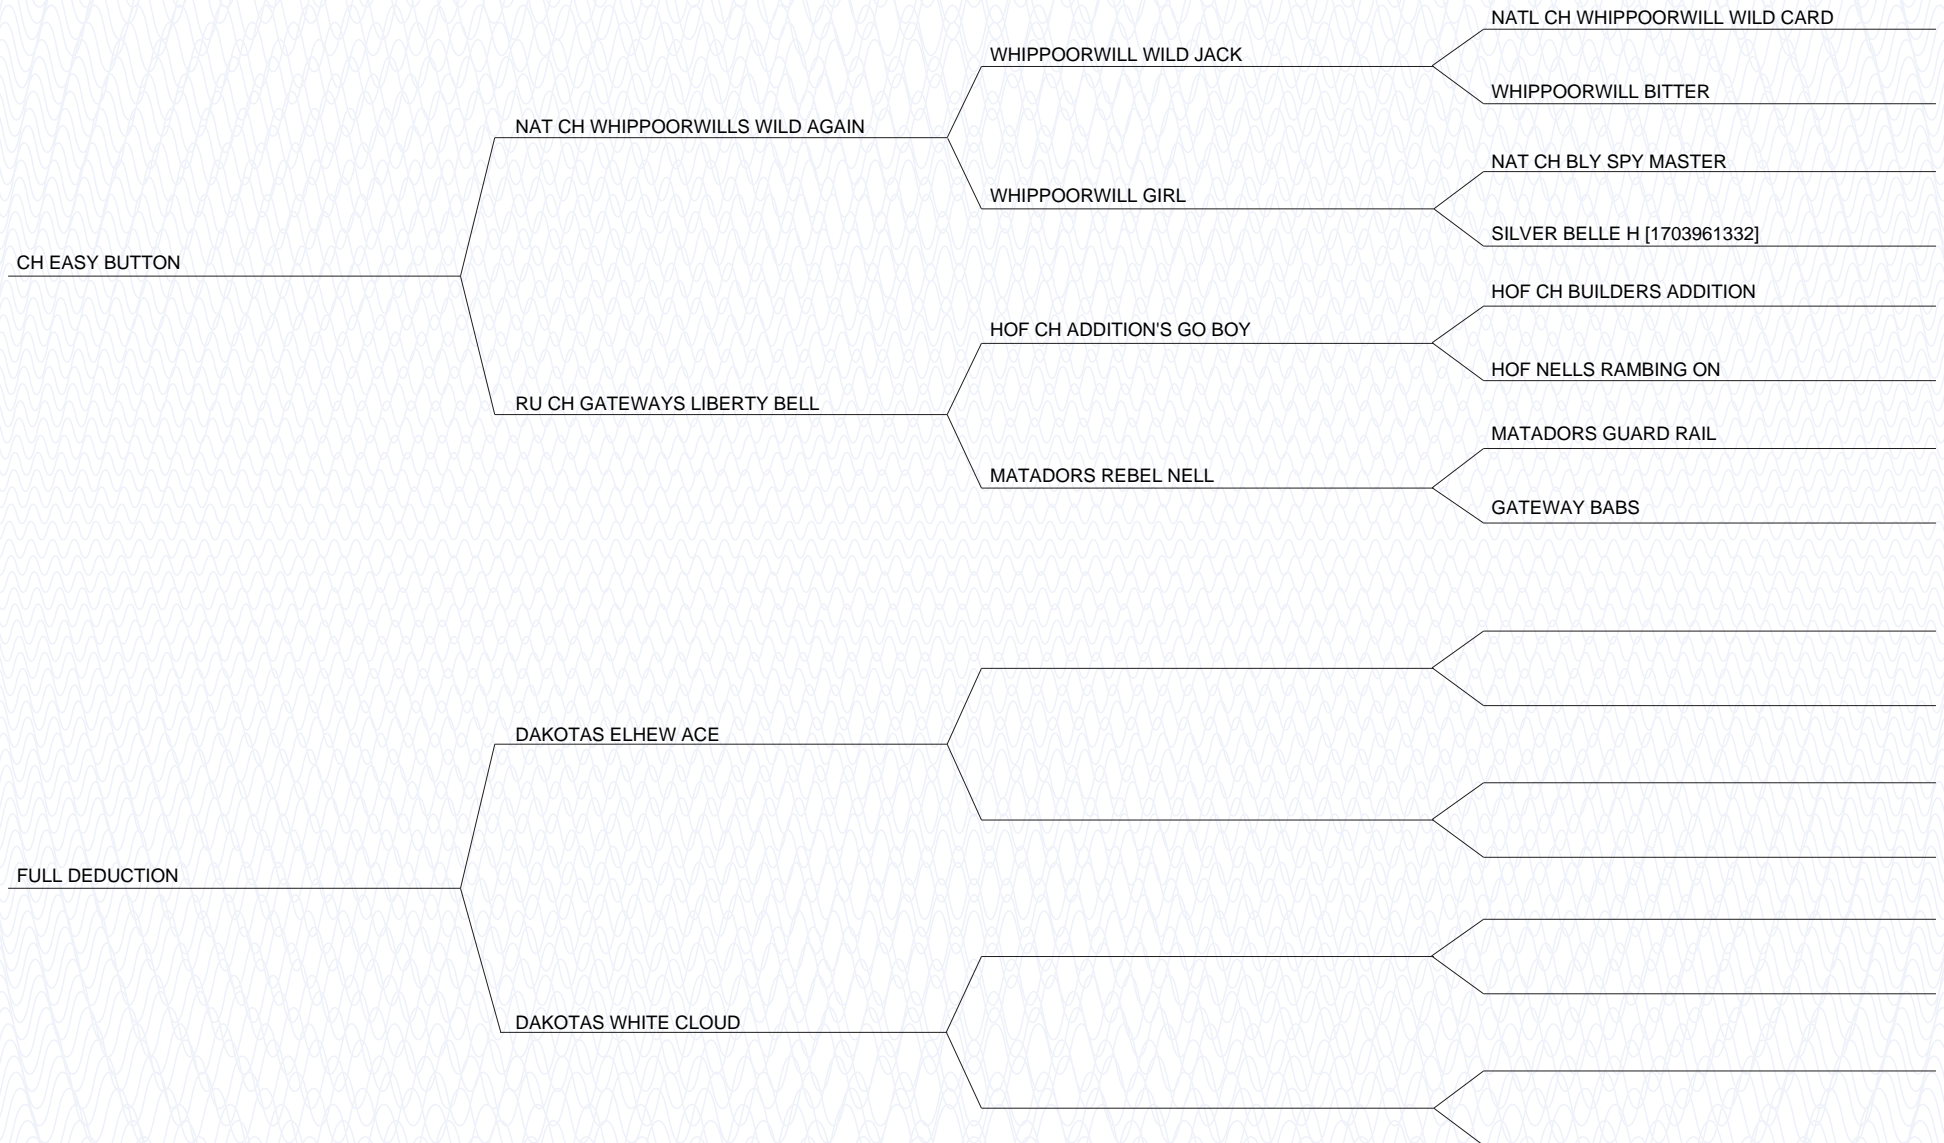 NATL CH WHIPPOORWILL WILD CARD
WHIPPOORWILL WILD JACK
WHIPPOORWILL BITTER
NAT CH WHIPPOORWILLS WILD AGAIN
NAT CH BLY SPY MASTER
WHIPPOORWILL GIRL
SILVER BELLE H [1703961332]
CH EASY BUTTON
HOF CH BUILDERS ADDITION
HOF CH ADDITION'S GO BOY
HOF NELLS RAMBING ON
RU CH GATEWAYS LIBERTY BELL
MATADORS GUARD RAIL
MATADORS REBEL NELL
GATEWAY BABS
DAKOTAS ELHEW ACE
FULL DEDUCTION
DAKOTAS WHITE CLOUD